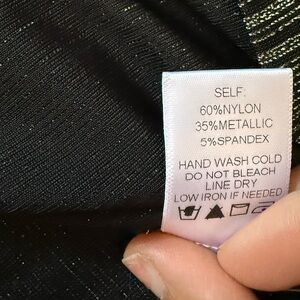 SELF:
60%NYLON
35%METALLIC
5%SPANDEX
HAND WASH COLD
DO NOT BLEACH
LINE DRY
LOW IRON IF NEEDED